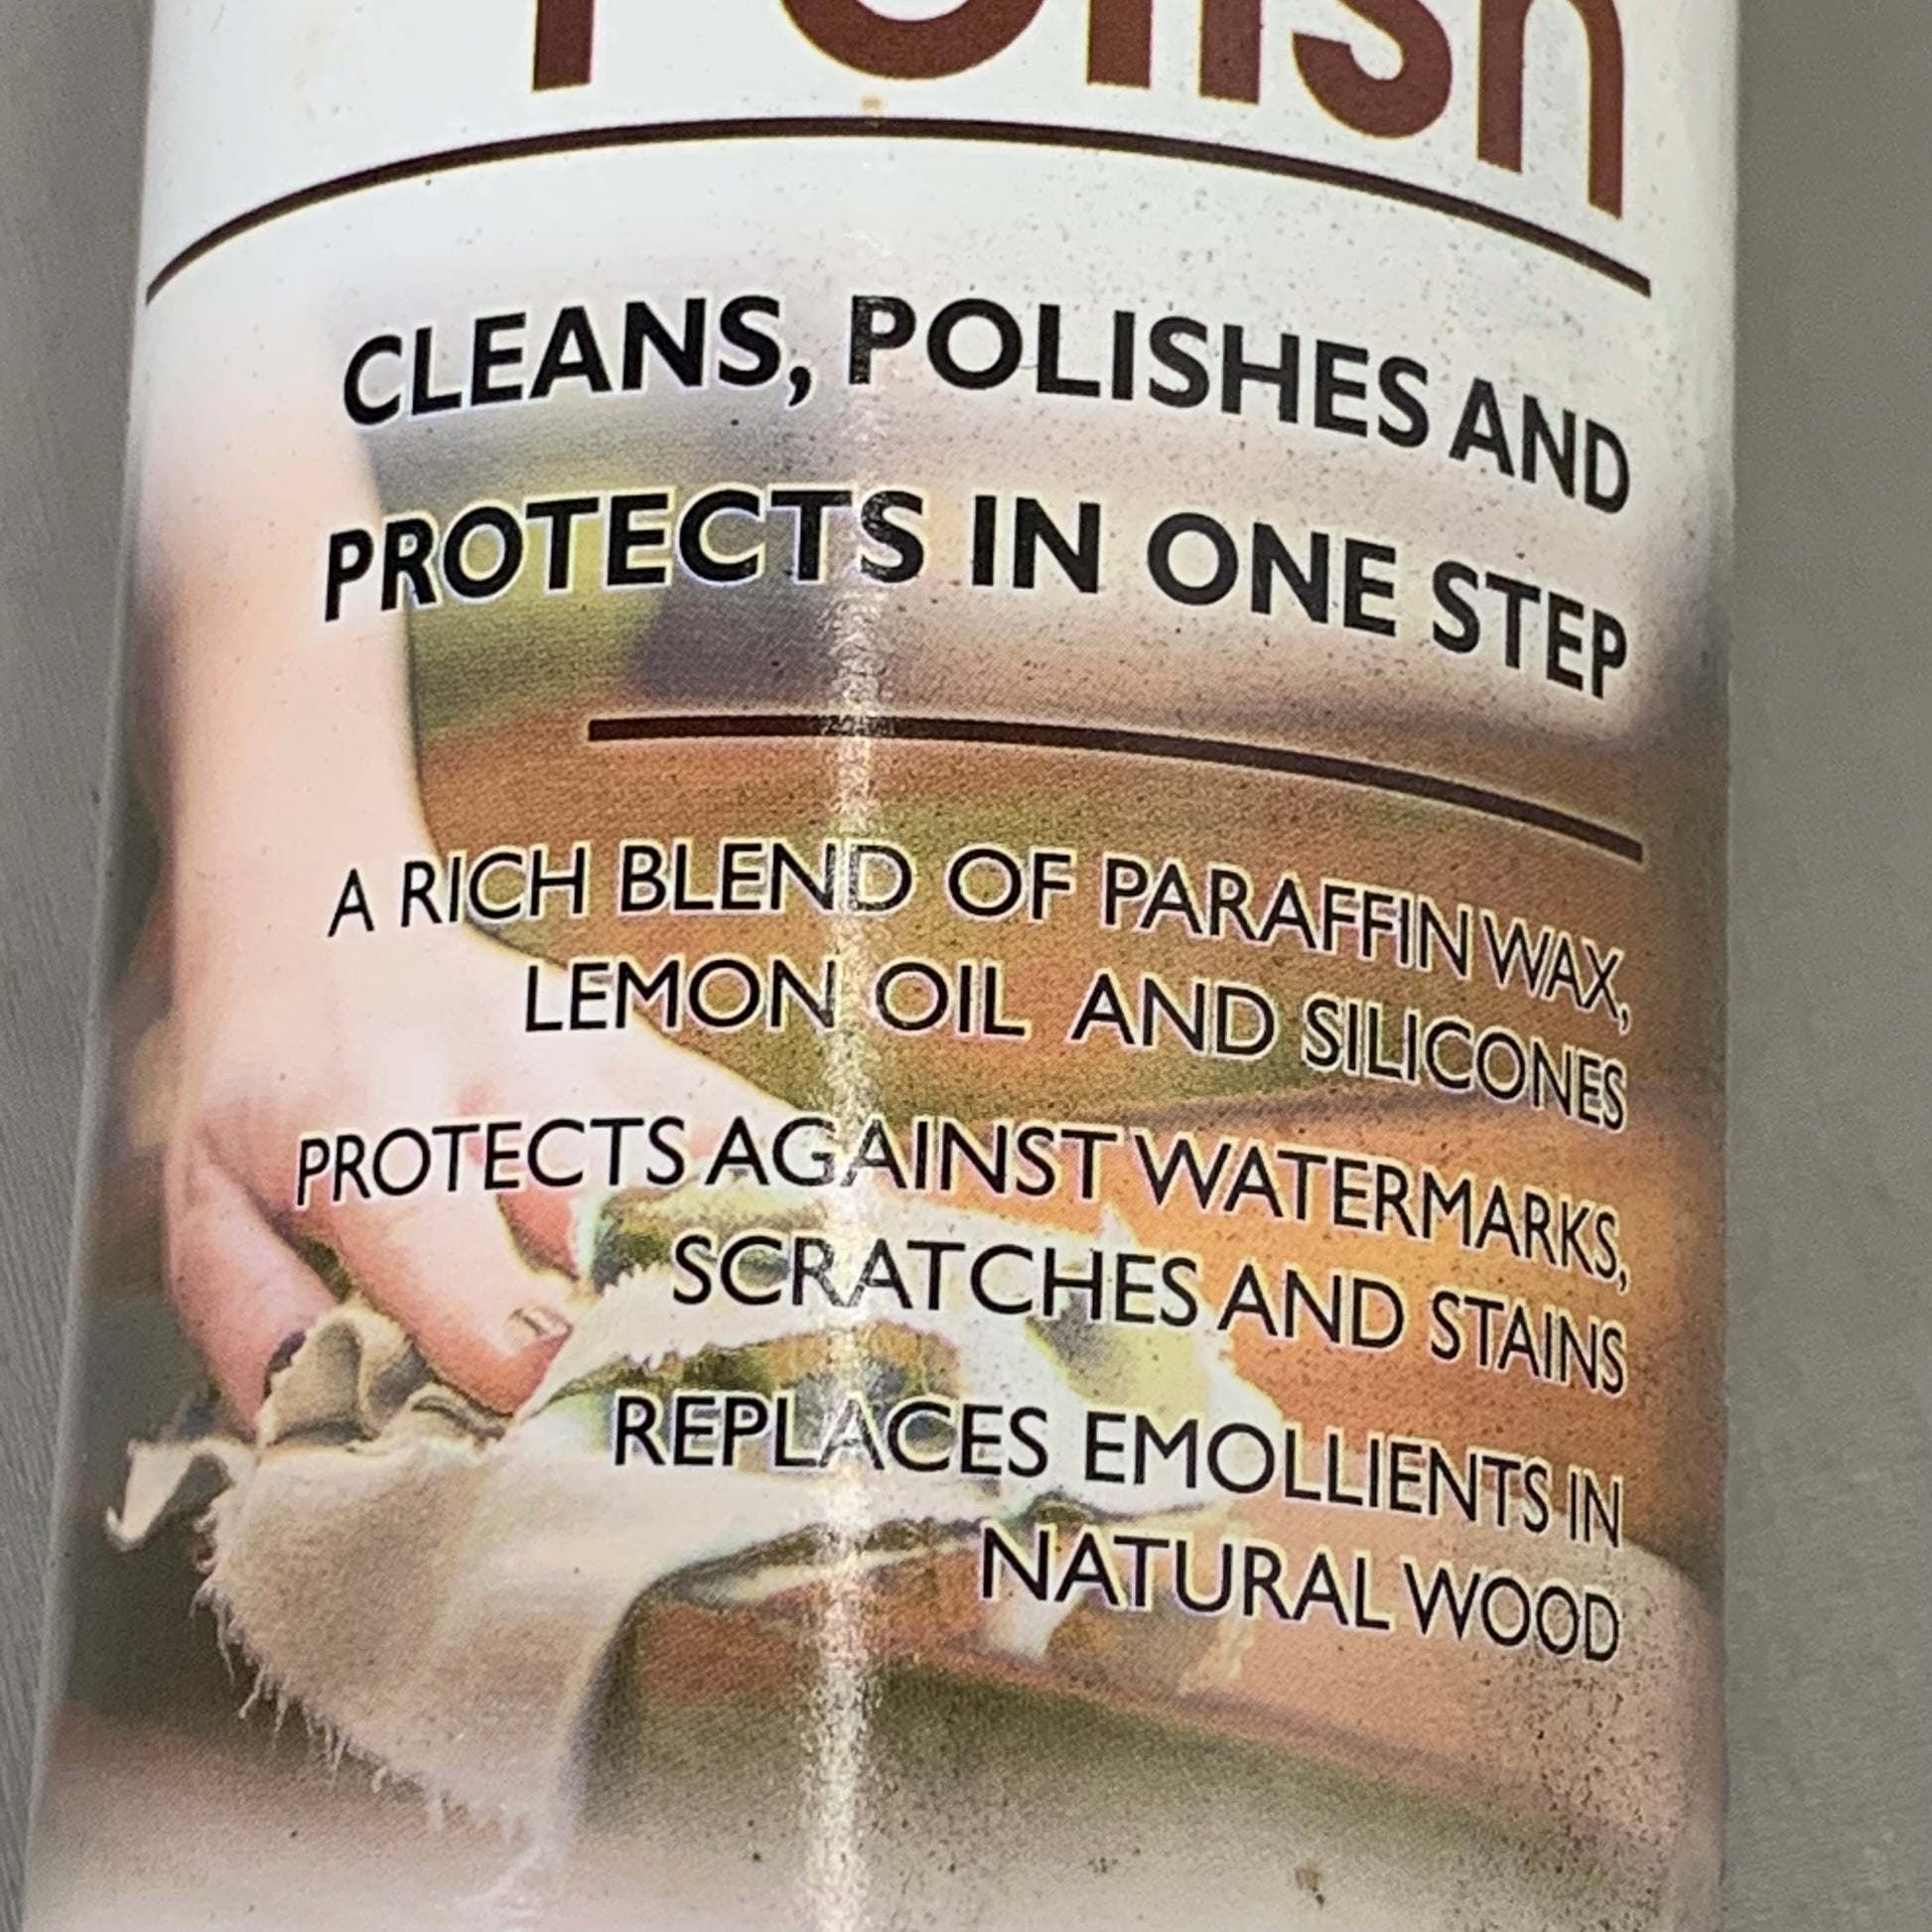 Polish
CLEANS, POLISHES AND
PROTECTS IN ONE STEP
A RICH BLEND OF PARAFFIN WAX,
LEMON OIL AND SILICONES
PROTECTS AGAINST WATERMARKS,
SCRATCHES AND STAINS
REPLACES EMOLLIENTS IN
NATURAL WOOD